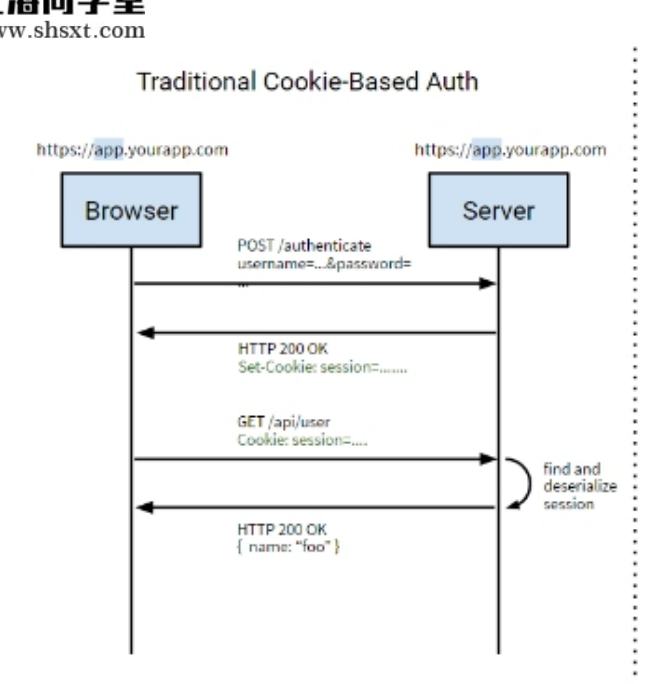 www.shsxt.com
Traditional Cookie-Based Auth
https://app.yourapp.com
https://app.yourapp.com
Browser
Server
POST /authenticate
username=...&password=
...
HTTP 200 OK
Set-Cookie: session=.......
GET /api/user
Cookie: session=....
find and
deserialize
session
HTTP 200 OK
{ name: "foo" }